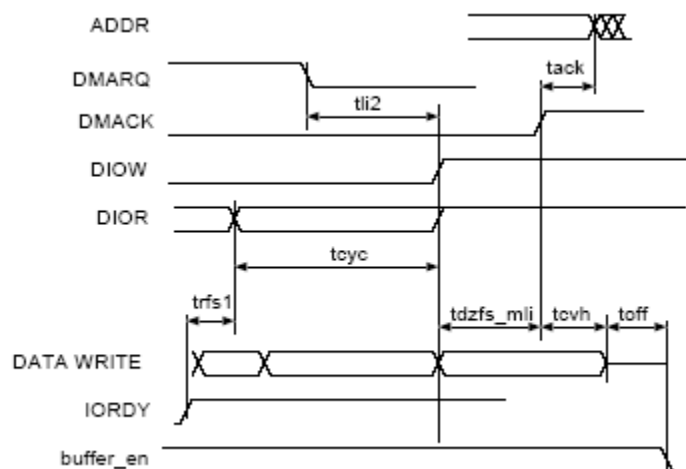 ADDR
DMARQ
tack
DMACK
tli2
DIOW
DIOR
tcyc
trfs1
tdzfs_mli tcvh toff
DATA WRITE
IORDY
buffer_en